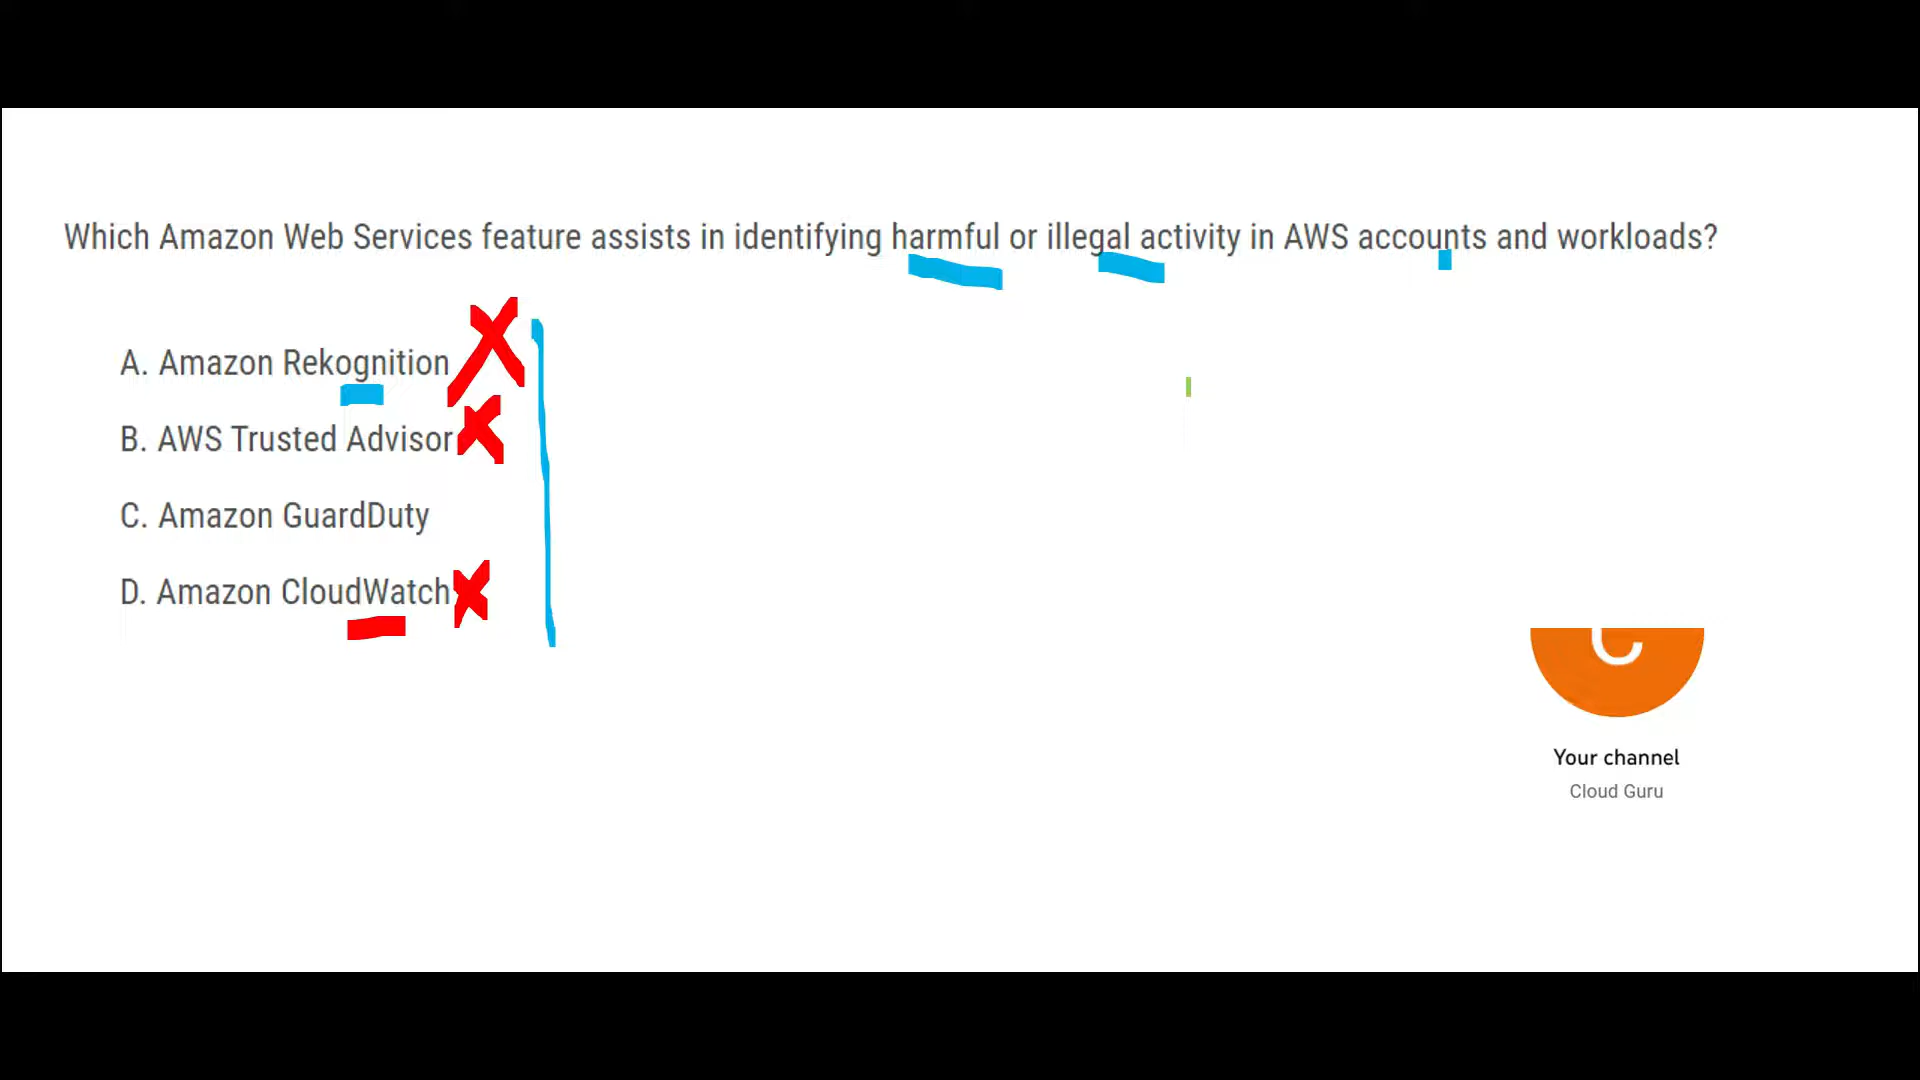 Which Amazon Web Services feature assists in identifying harmful or illegal activity in AWS accounts and workloads?
A. Amazon Rekognition
B. AWS Trusted Advisor
C. Amazon GuardDuty
D. Amazon CloudWatch
Your channel
Cloud Guru